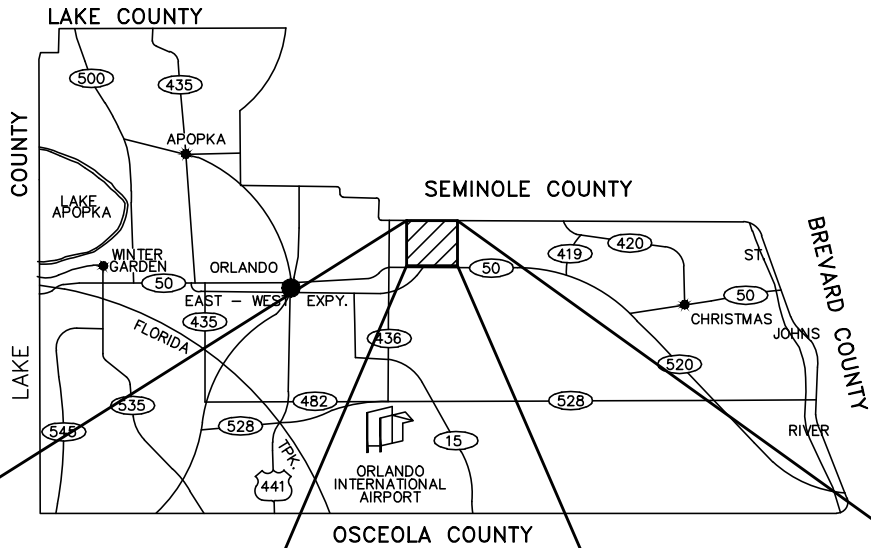 LAKE COUNTY
500
435
APOPKA
COUNTY
SEMINOLE COUNTY
LAKE
APOPKA
BREVARD COUNTY
419
420
ST.
WINTER
GARDEN
ORLANDO
50
50
50
EAST - WEST EXPY.
CHRISTMAS
435
FLORIDA
436
JOHNS
LAKE
520
535
482
528
545
528
15
RIVER
TPK.
441
ORLANDO
INTERNATIONAL
AIRPORT
OSCEOLA COUNTY